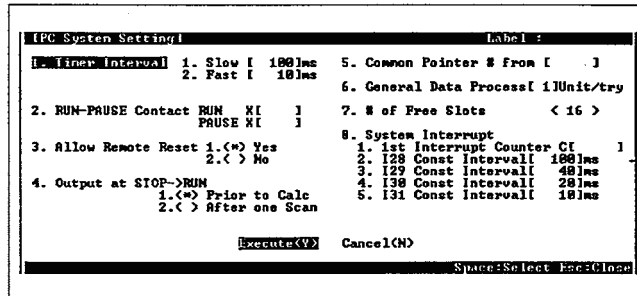 [PC System Setting] Label :
1. Timer Interval 1. Slow [ 100]ms
2. Fast [ 10]ms
2. RUN-PAUSE Contact RUN X[ ]
PAUSE X[ ]
3. Allow Remote Reset 1.(*) Yes
2.( ) No
4. Output at STOP->RUN
1.(*) Prior to Calc
2.( ) After one Scan
5. Common Pointer # from [ ]
6. General Data Process[ 1]Unit/try
7. # of Free Slots < 16 >
8. System Interrupt
1. 1st Interrupt Counter C[ ]
2. I28 Const Interval[ 100]ms
3. I29 Const Interval[ 40]ms
4. I30 Const Interval[ 20]ms
5. I31 Const Interval[ 10]ms
Execute(Y) Cancel(N)
Space:Select Esc:Close